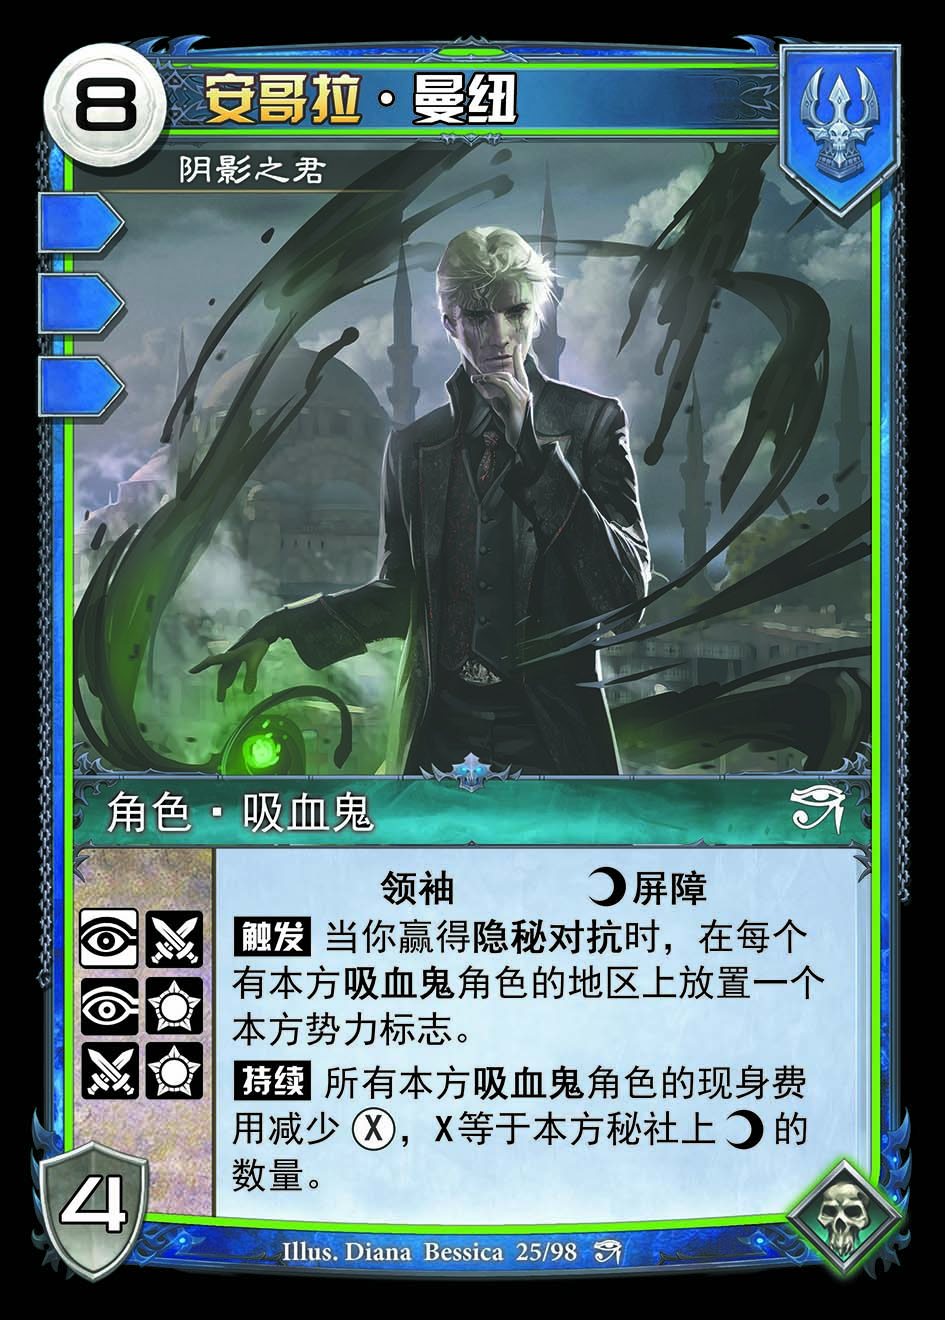 8
安哥拉·曼纽
阴影之君
角色·吸血鬼
领袖 屏障
触发 当你赢得隐秘对抗时，在每个
有本方吸血鬼角色的地区上放置一个
本方势力标志。
持续 所有本方吸血鬼角色的现身费
用减少 X，X等于本方秘社上 的
数量。
4
Illus. Diana Bessica 25/98